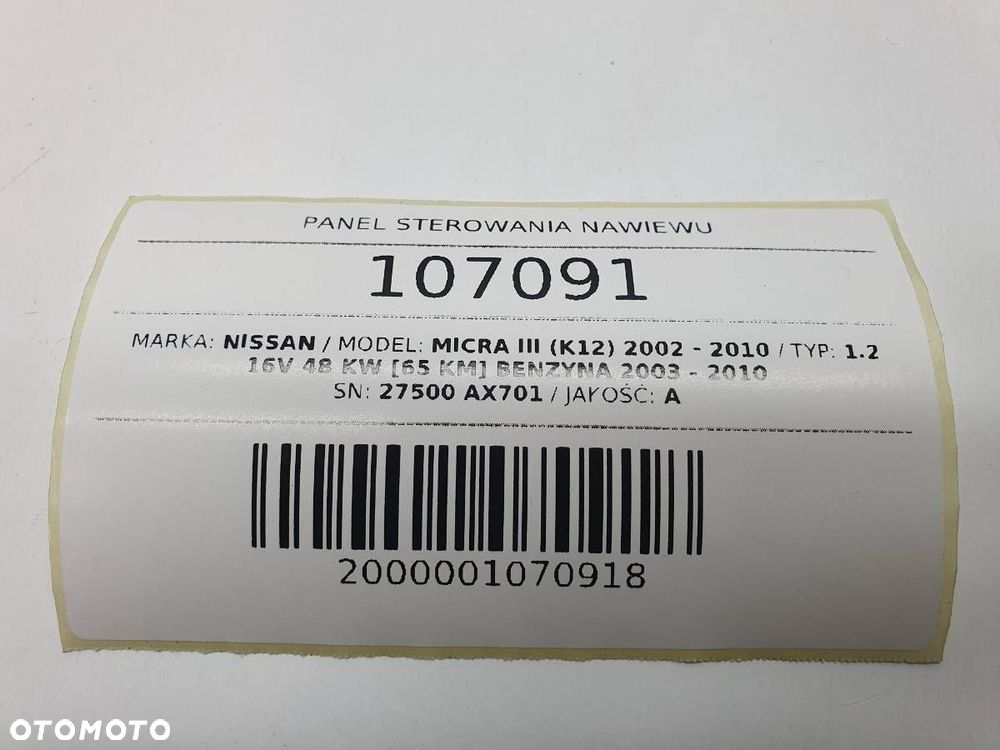 PANEL STEROWANIA NAWIEWU
107091
MARKA: NISSAN / MODEL: MICRA III (K12) 2002 - 2010 / TYP: 1.2
16V 48 KW [65 KM] BENZYNA 2003 - 2010
SN: 27500 AX701 / JAKOŚĆ: A
2000001070918
OTOMOTO